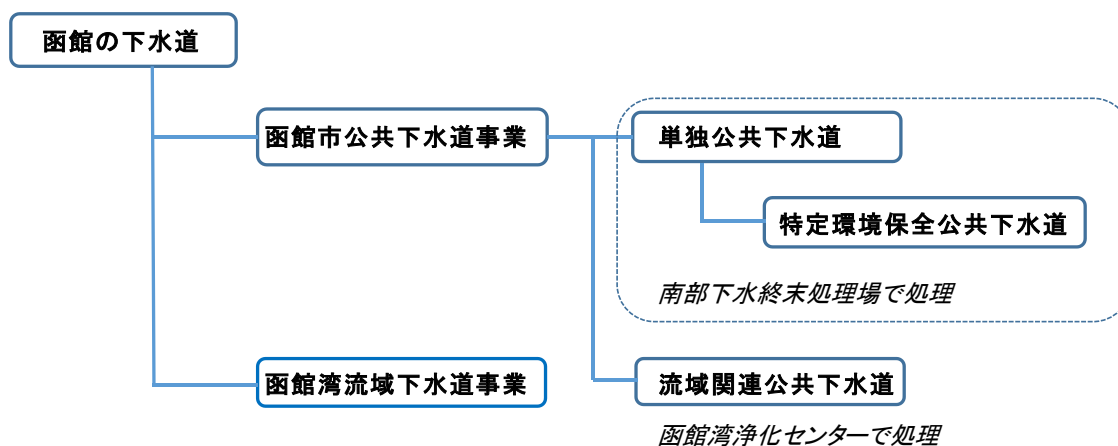 函館の下水道
函館市公共下水道事業
単独公共下水道
特定環境保全公共下水道
南部下水終末処理場で処理
函館湾流域下水道事業
流域関連公共下水道
函館湾浄化センターで処理